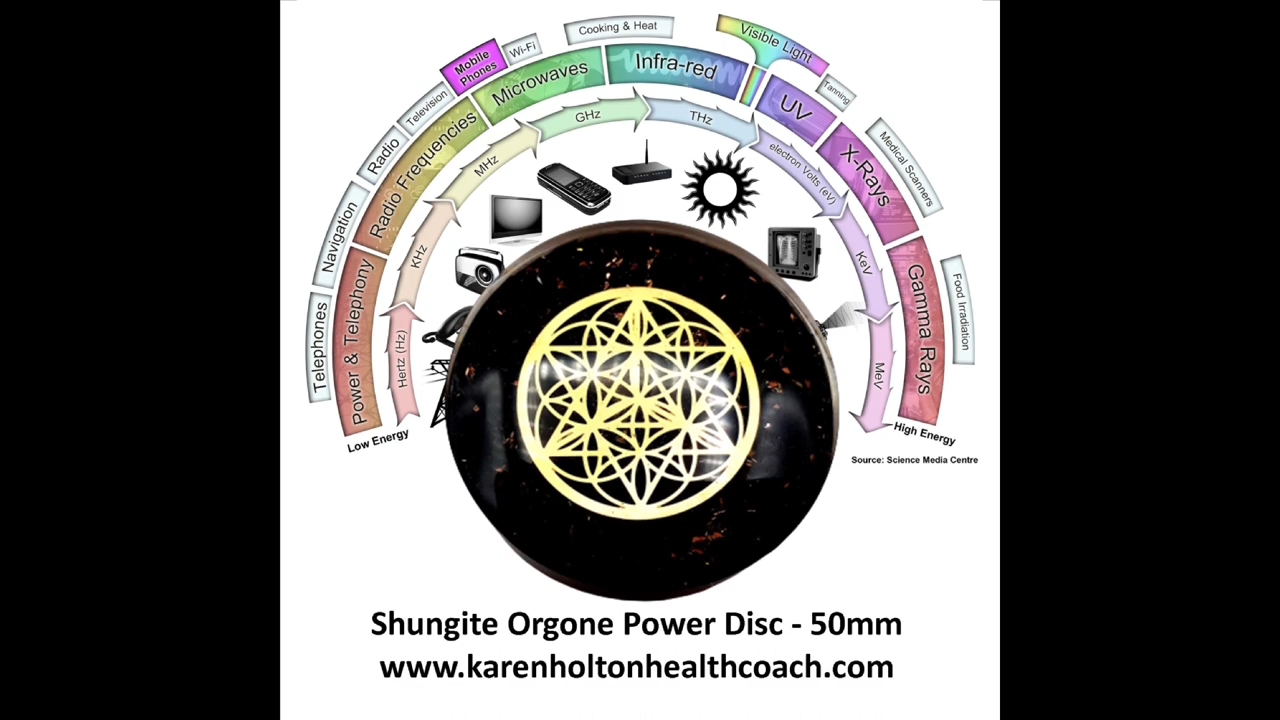 Cooking & Heat
Visible Light
Wi-Fi
Mobile
Phones
Television
Radio
Navigation
Telephones
Tanning
Medical Scanners
Food Irradiation
Power & Telephony
Radio Frequencies
Microwaves
Infra-red
UV
X-Rays
Gamma Rays
Hertz (Hz)
KHz
MHz
GHz
THz
electron Volts (eV)
KeV
MeV
Low Energy
High Energy
Source: Science Media Centre
Shungite Orgone Power Disc - 50mm
www.karenholtonhealthcoach.com